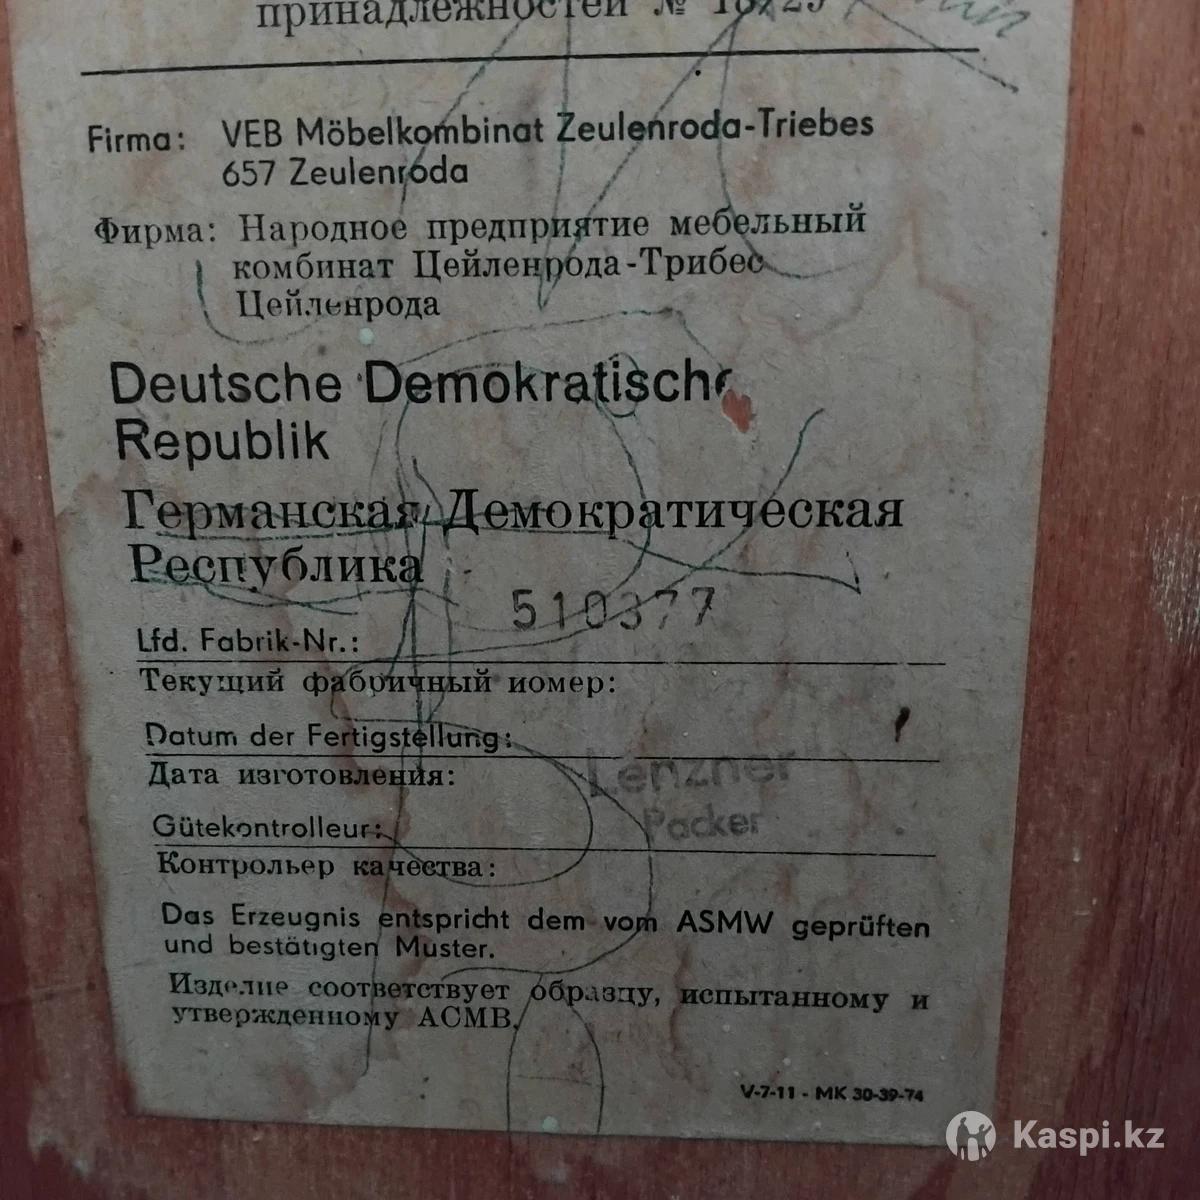 принадлежностей №
Firma: VEB Möbelkombinat Zeulenroda-Triebes
657 Zeulenroda
Фирма: Народное предприятие мебельный
комбинат Цейленрода-Трибес
Цейленрода
Deutsche Demokratische
Republik
Германская Демократическая
Республика
510377
Lfd. Fabrik-Nr.:
Текущий фабричный иомер:
Datum der Fertigstellung:
Дата изготовления:
Lenzner
Packer
Gütekontrolleur:
Контрольер качества:
Das Erzeugnis entspricht dem vom ASMW geprüften
und bestätigten Muster.
Изделие соответствует образцу, испытанному и
утвержденному АСМВ.
V-7-11 - MK 30-39-74
Kaspi.kz